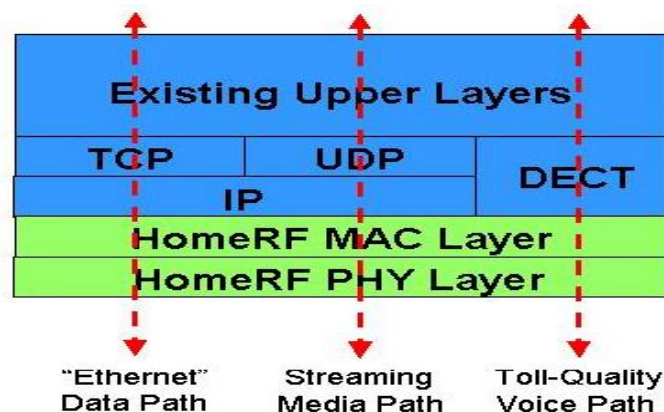 Existing Upper Layers
TCP
UDP
DECT
IP
HomeRF MAC Layer
HomeRF PHY Layer
“Ethernet”
Data Path
Streaming
Media Path
Toll-Quality
Voice Path